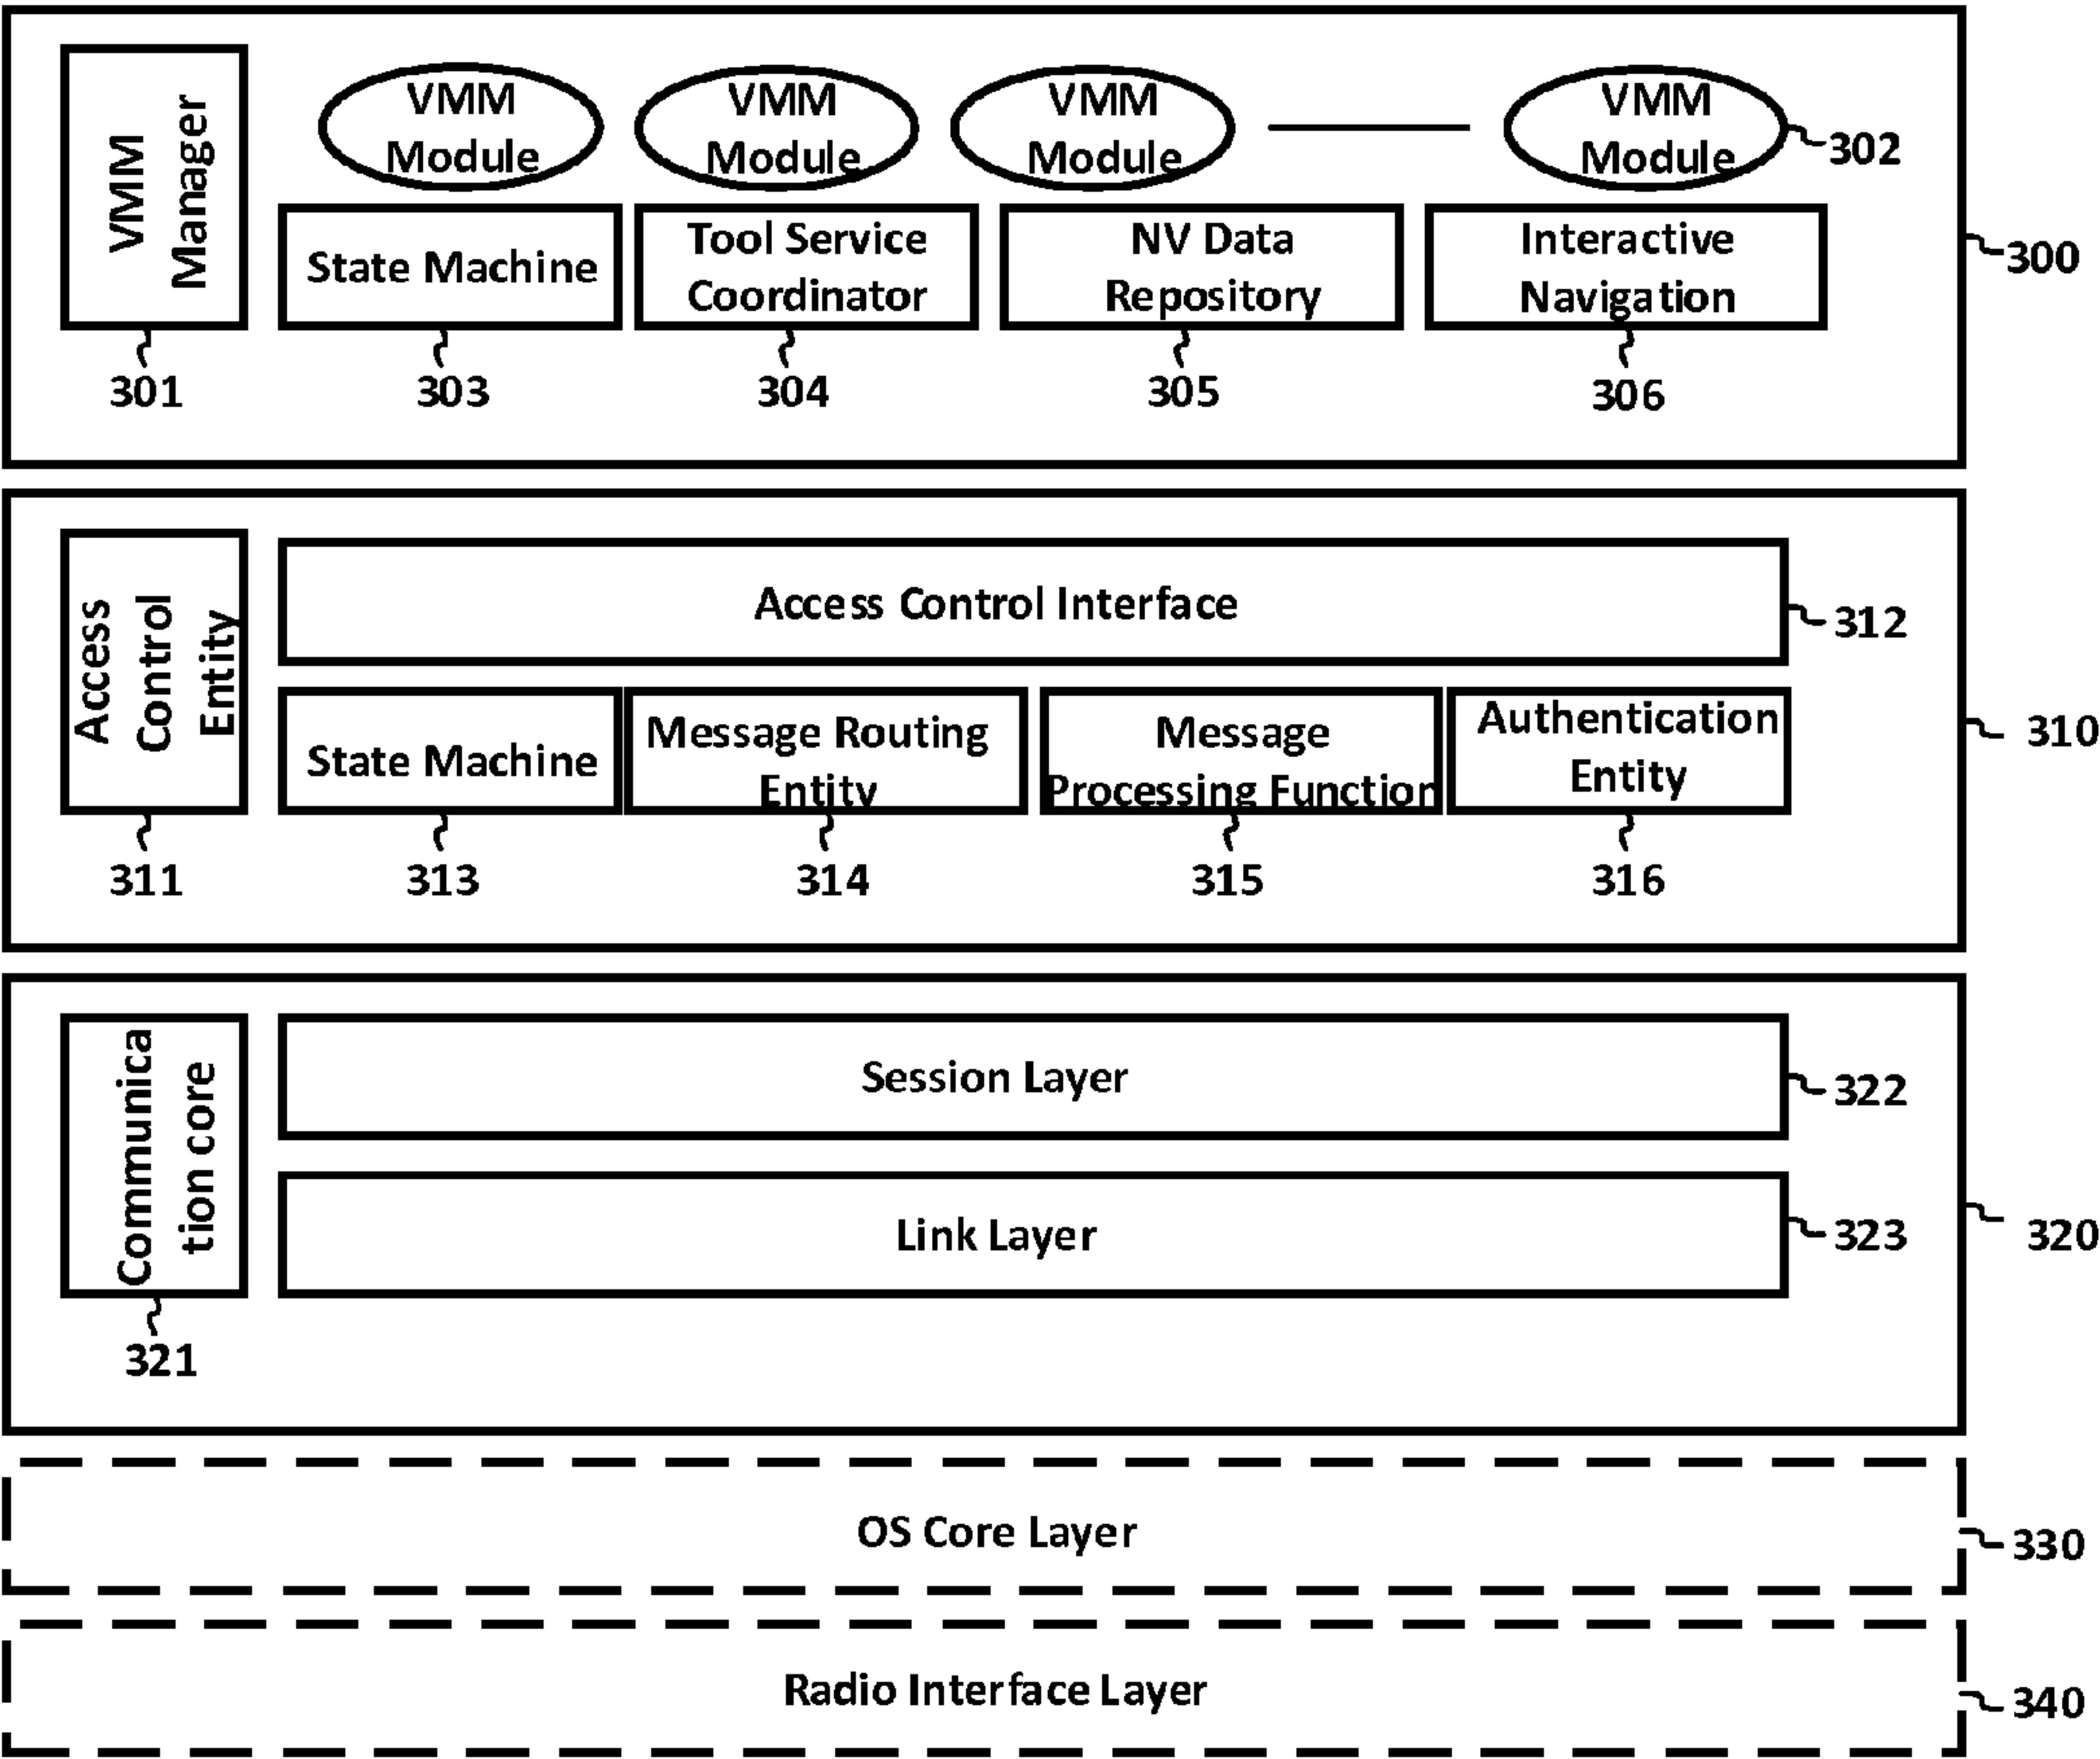 VMM
Manager
VMM
Module
VMM
Module
VMM
Module
VMM
Module
302
State Machine
Tool Service
Coordinator
NV Data
Repository
Interactive
Navigation
300
301
303
304
305
306
Access
Control
Entity
Access Control Interface
312
State Machine
Message Routing
Entity
Message
Processing Function
Authentication
Entity
310
311
313
314
315
316
Communica
tion core
Session Layer
322
Link Layer
323
320
321
OS Core Layer
330
Radio Interface Layer
340